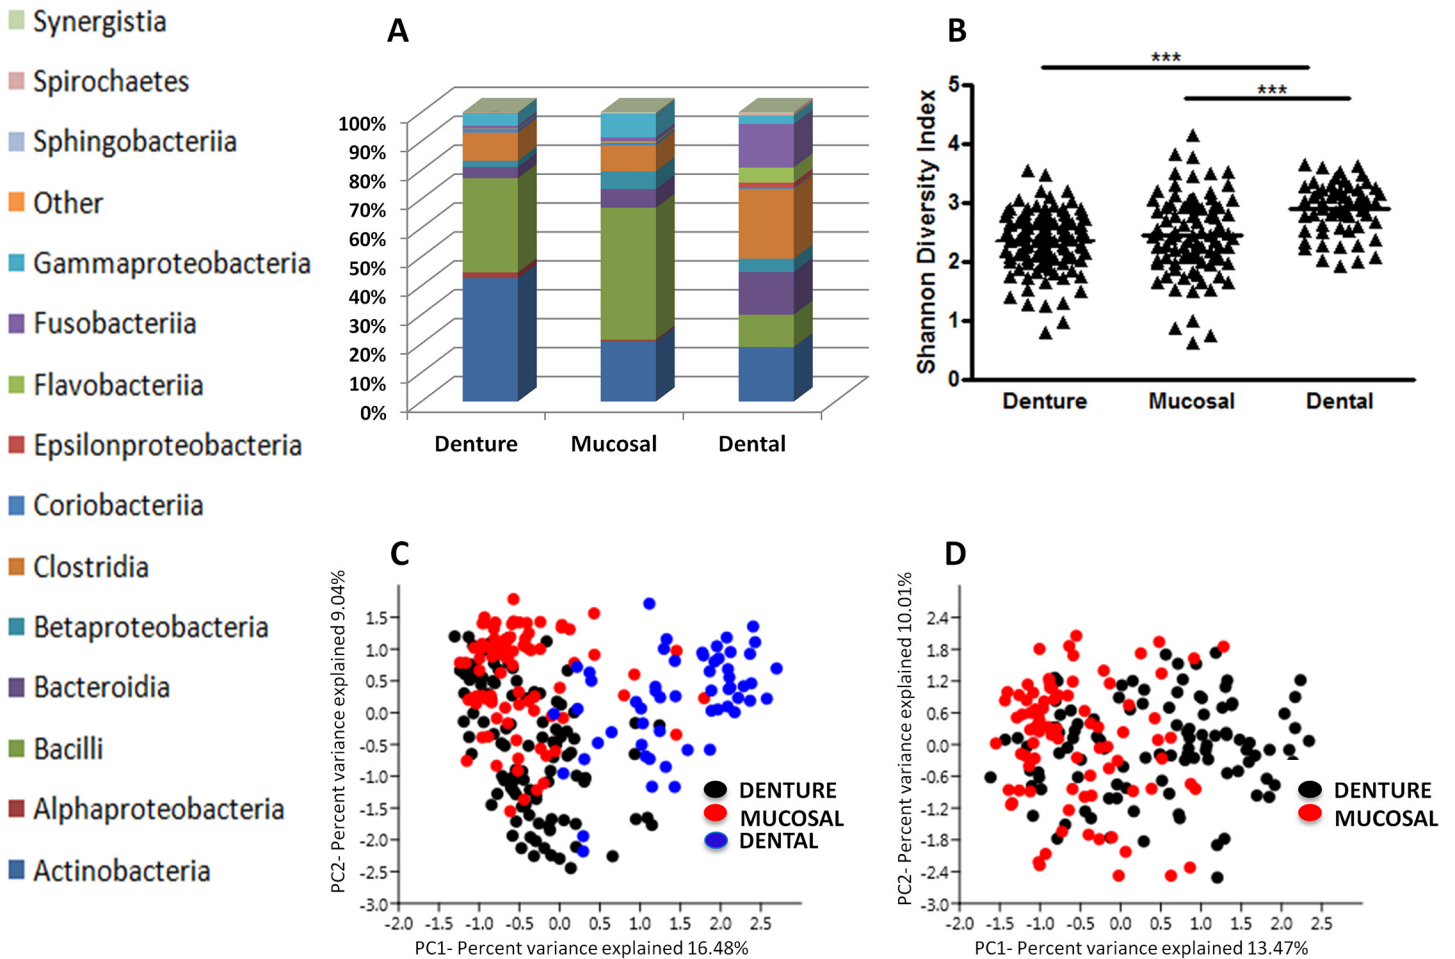 Synergistia
Spirochaetes
Sphingobacteriia
Other
Gammaproteobacteria
Fusobacteriia
Flavobacteriia
Epsilonproteobacteria
Coriobacteriia
Clostridia
Betaproteobacteria
Bacteroidia
Bacilli
Alphaproteobacteria
Actinobacteria
A
100%
90%
80%
70%
60%
50%
40%
30%
20%
10%
0%
Denture Mucosal Dental
B
***
***
Shannon Diversity Index
5
4
3
2
1
0
Denture Mucosal Dental
C
PC2- Percent variance explained 9.04%
1.5
1.0
0.5
0.0
-0.5
-1.0
-1.5
-2.0
-2.5
-3.0
-2.0 -1.5 -1.0 -0.5 0.0 0.5 1.0 1.5 2.0 2.5
PC1- Percent variance explained 16.48%
DENTURE
MUCOSAL
DENTAL
D
PC2- Percent variance explained 10.01%
2.4
1.8
1.2
0.6
0.0
-0.6
-1.2
-1.8
-2.4
-3.0
-2.0 -1.5 -1.0 -0.5 0.0 0.5 1.0 1.5 2.0 2.5
PC1- Percent variance explained 13.47%
DENTURE
MUCOSAL